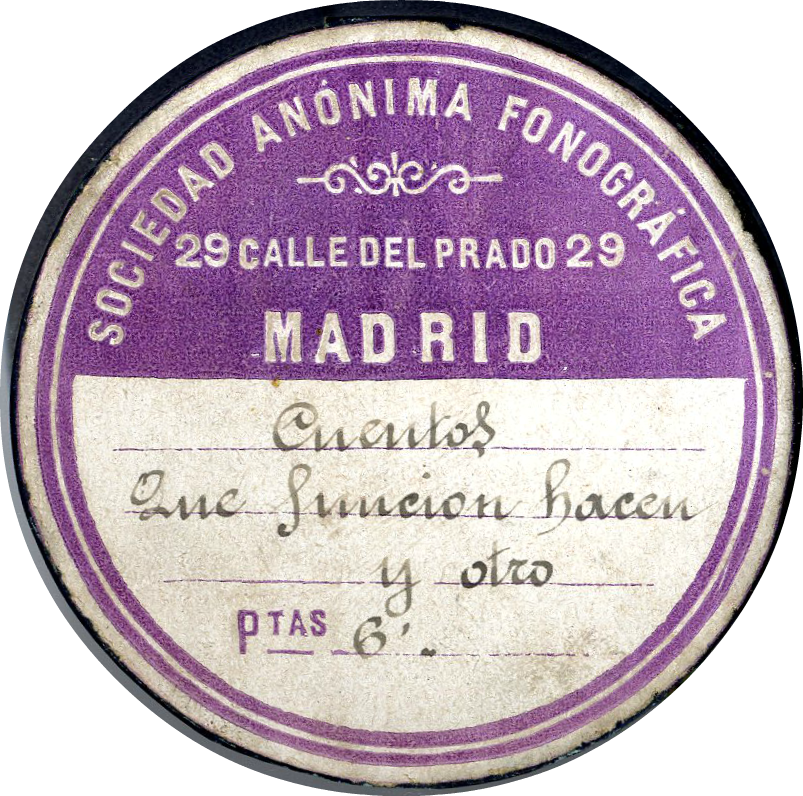 SOCIEDAD ANÓNIMA FONOGRÁFICA
29 CALLE DEL PRADO 29
MADRID
Cuentos
Que funcion hacen
y otro
PTAS 6'.